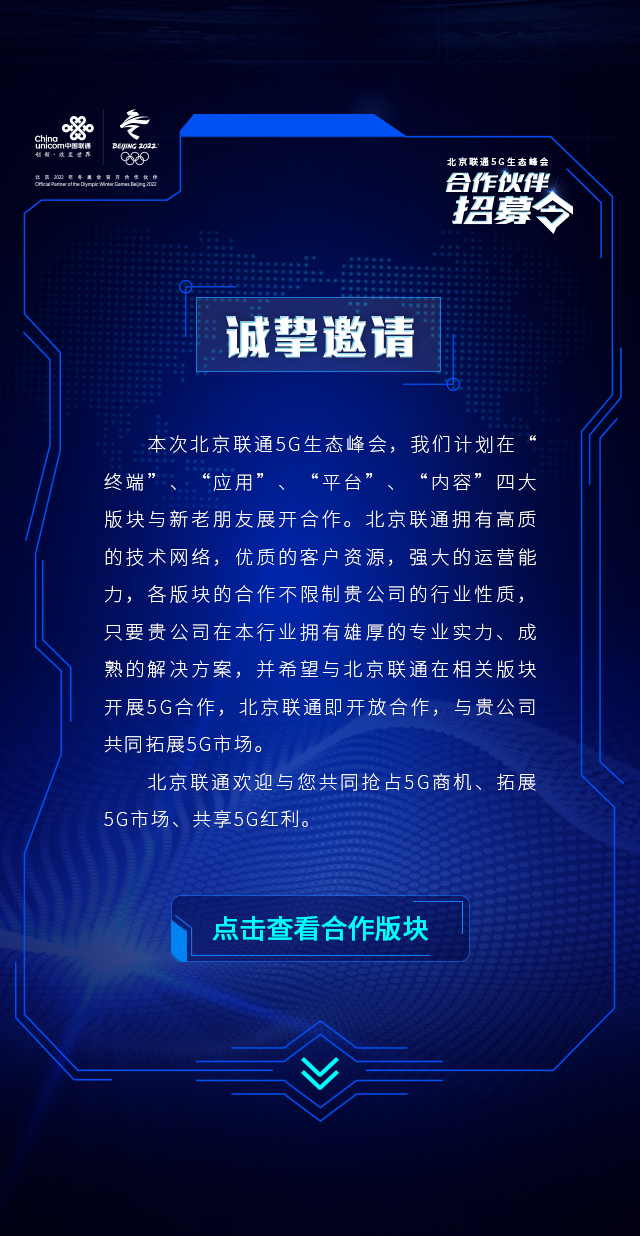 China
unicom中国联通
创新·改变世界
BEIJING 2022
北京2022年冬奥会官方合作伙伴
Official Partner of the Olympic Winter Games Beijing 2022
北京联通5G生态峰会
合作伙伴
招募令
诚挚邀请
本次北京联通5G生态峰会，我们计划在“
终端”、“应用”、“平台”、“内容”四大
版块与新老朋友展开合作。北京联通拥有高质
的技术网络，优质的客户资源，强大的运营能
力，各版块的合作不限制贵公司的行业性质，
只要贵公司在本行业拥有雄厚的专业实力、成
熟的解决方案，并希望与北京联通在相关版块
开展5G合作，北京联通即开放合作，与贵公司
共同拓展5G市场。
北京联通欢迎与您共同抢占5G商机、拓展
5G市场、共享5G红利。
点击查看合作版块